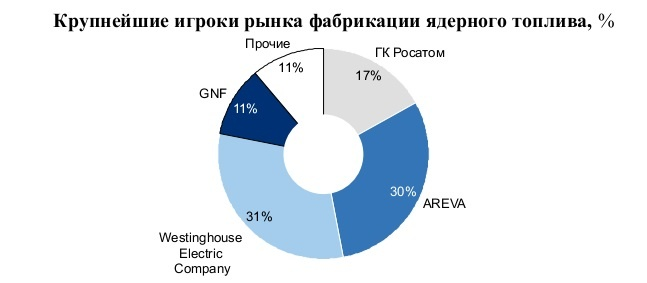 Крупнейшие игроки рынка фабрикации ядерного топлива, %
Прочие
11%
ГК Росатом
17%
GNF
11%
30%
AREVA
31%
Westinghouse
Electric
Company